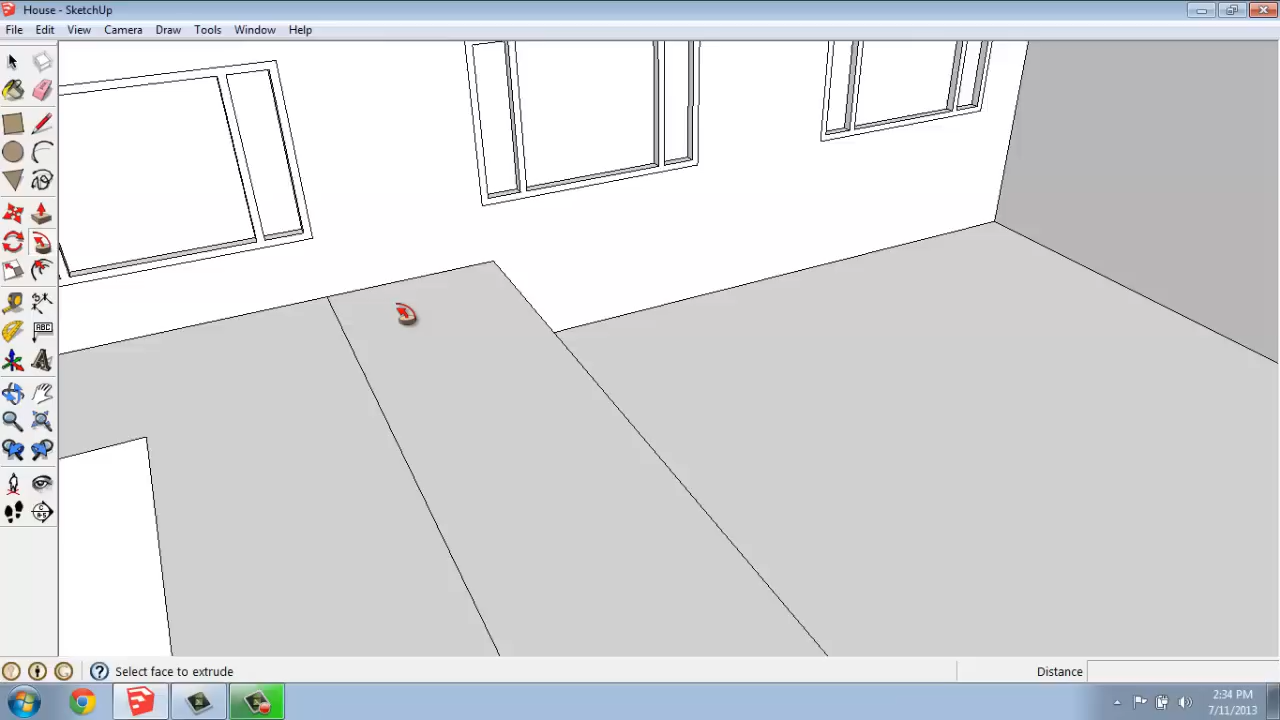 House - SketchUp
File Edit View Camera Draw Tools Window Help
ABC
Select face to extrude
Distance
2:34 PM
7/11/2013